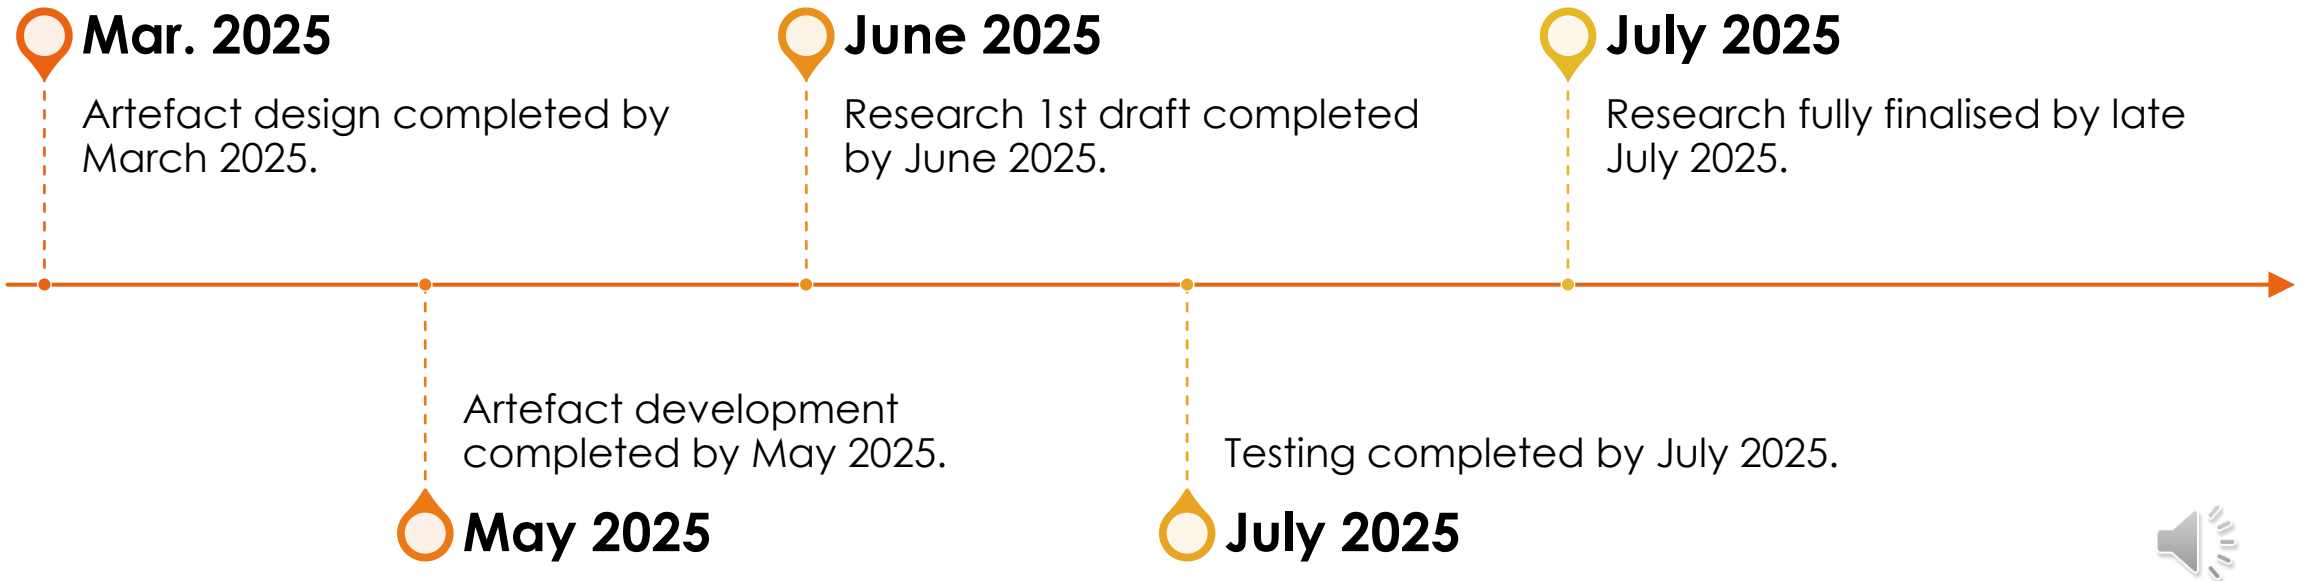 Mar. 2025
Artefact design completed by
March 2025.
Artefact development
completed by May 2025.
May 2025
June 2025
Research 1st draft completed
by June 2025.
Testing completed by July 2025.
July 2025
July 2025
Research fully finalised by late
July 2025.